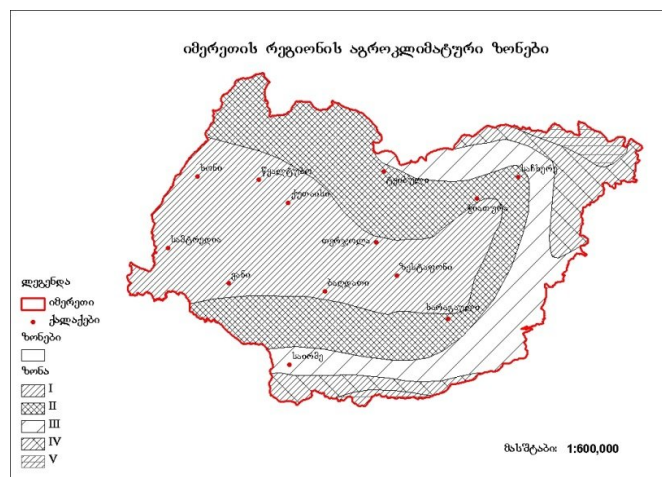 იმერეთის რეგიონის აგროკლიმატური ზონები
ხონი
წყალტუბო
ქუთაისი
ტყიბული
საჩხერე
ჭიათურა
სამტრედია
თერჯოლა
ვანი
ბაღდათი
ზესტაფონი
ხარაგაული
საირმე
ლეგენდა
იმერეთი
ქალაქები
ზონები
ზონა
I
II
III
IV
V
მასშტაბი: 1:600,000